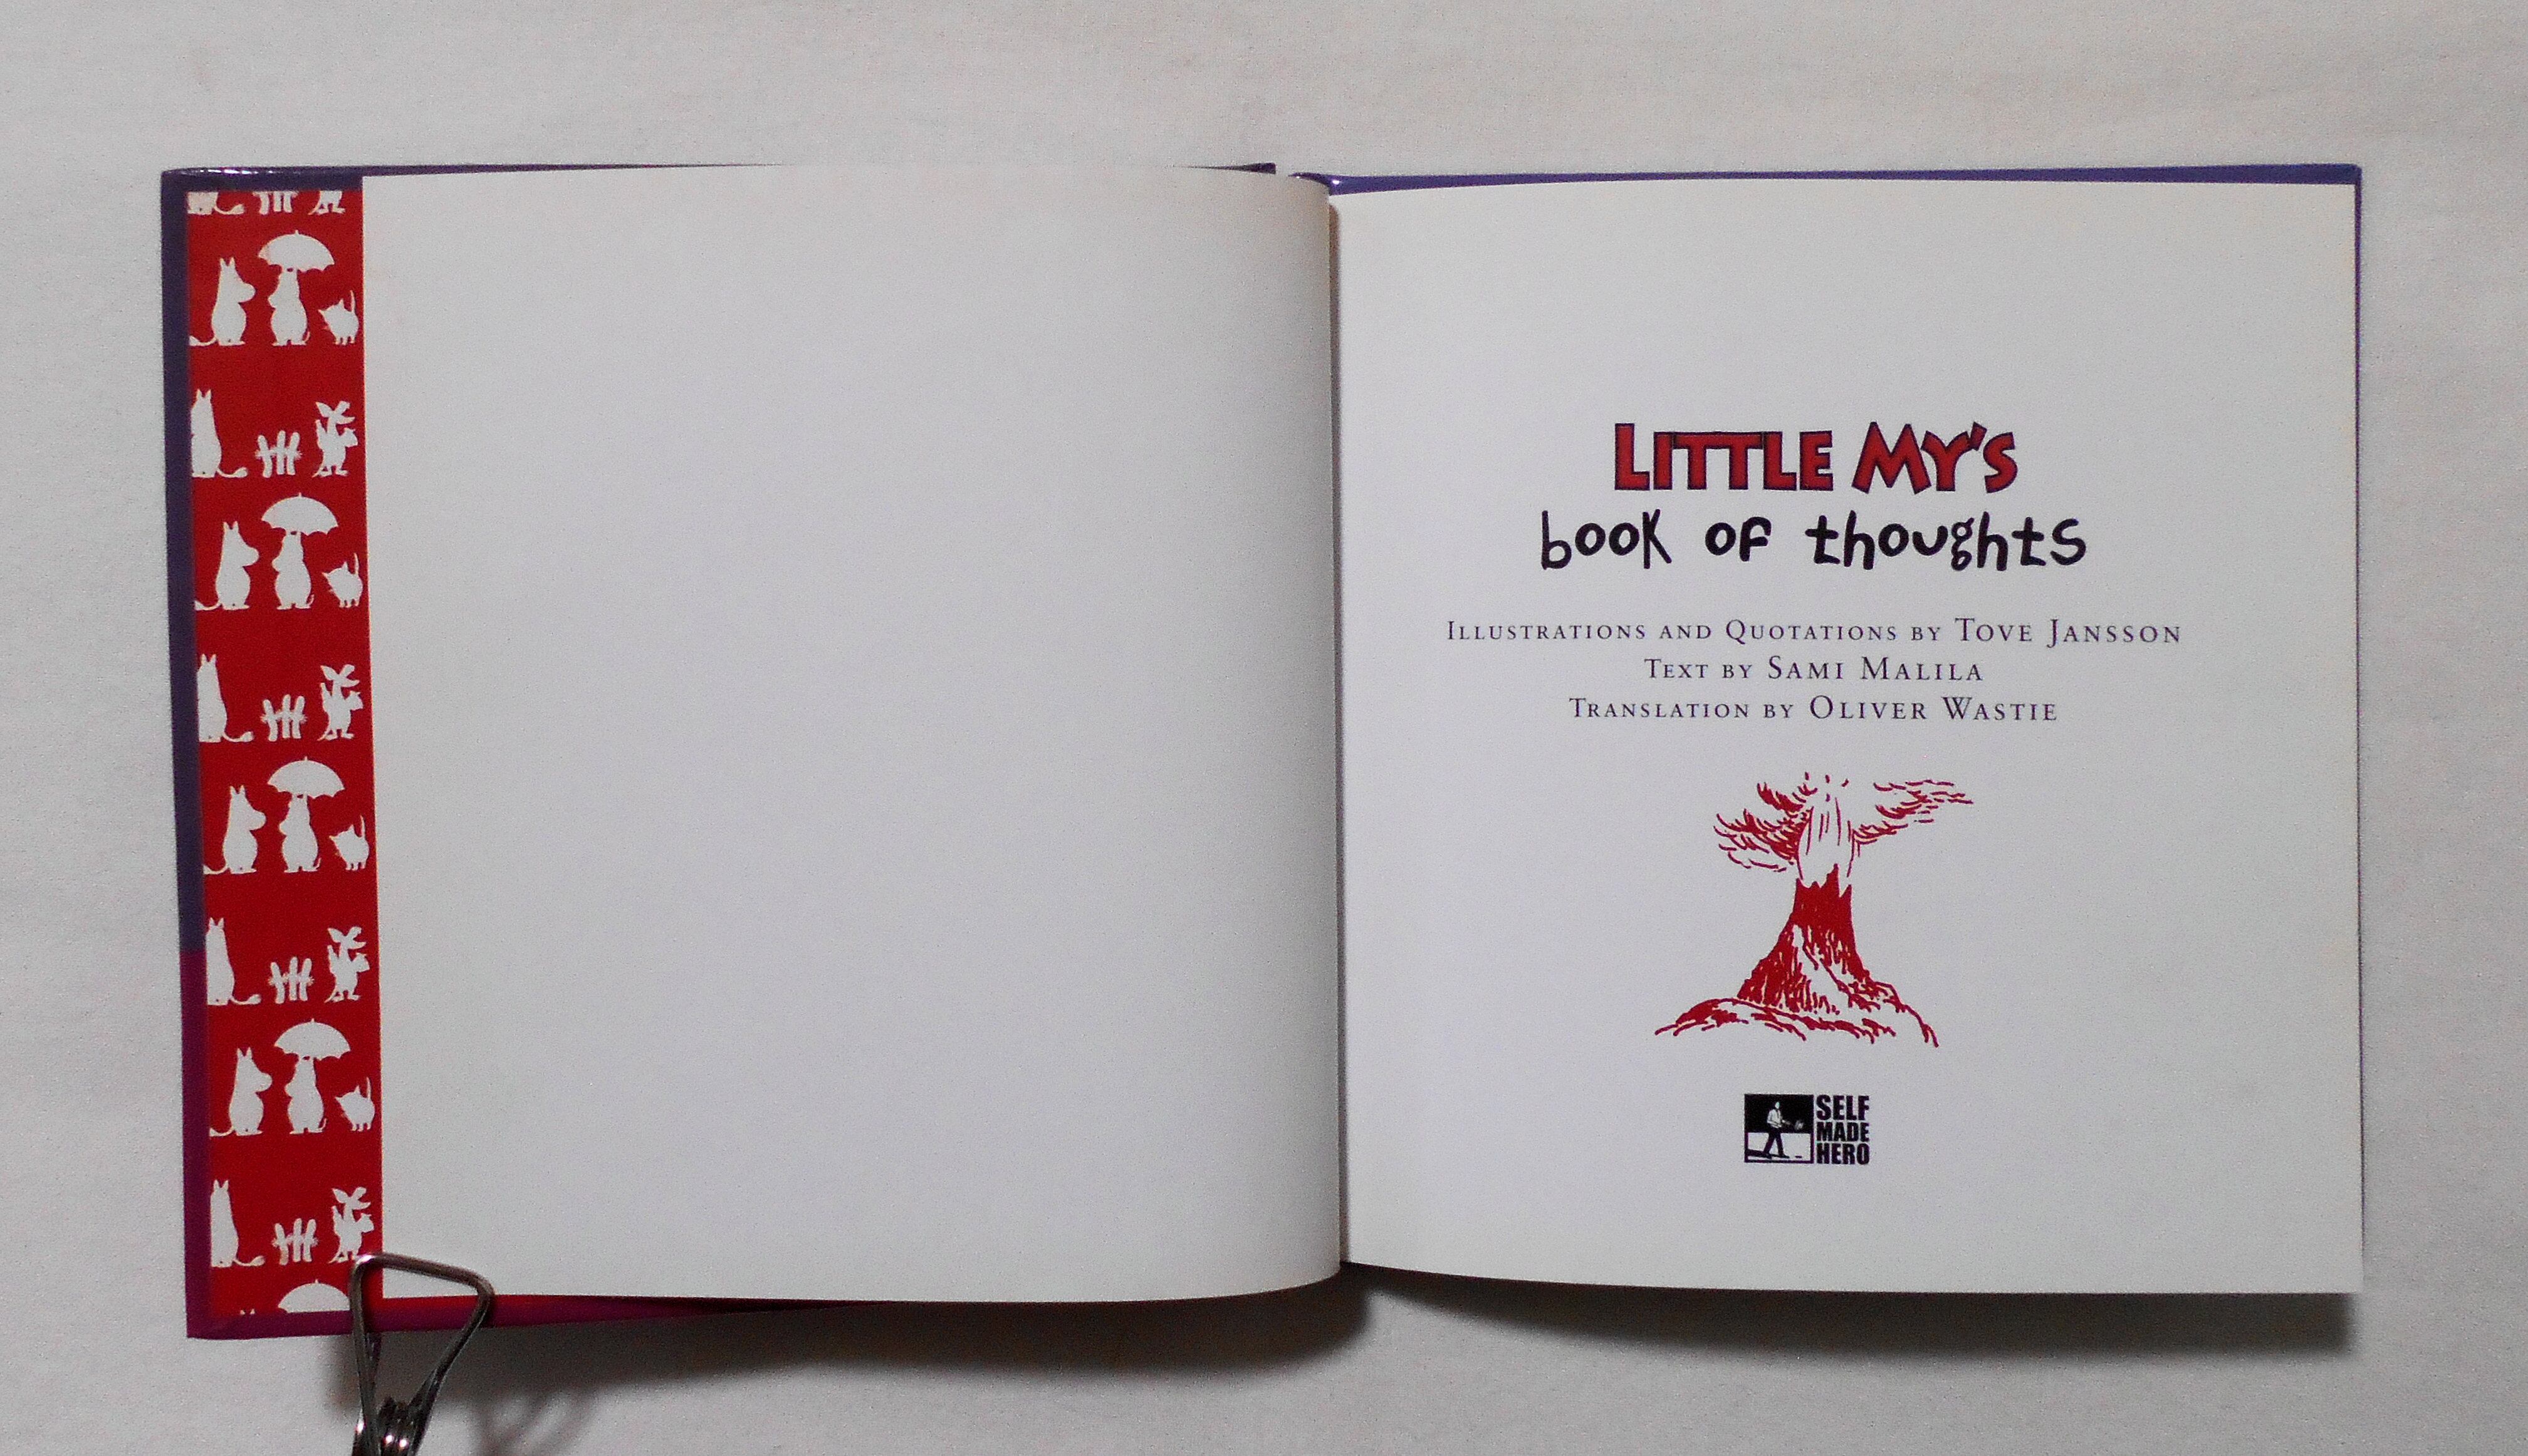 LITTLE MY'S
book of thoughts
ILLUSTRATIONS AND QUOTATIONS BY TOVE JANSSON
TEXT BY SAMI MALILA
TRANSLATION BY OLIVER WASTIE
SELF
MADE
HERO